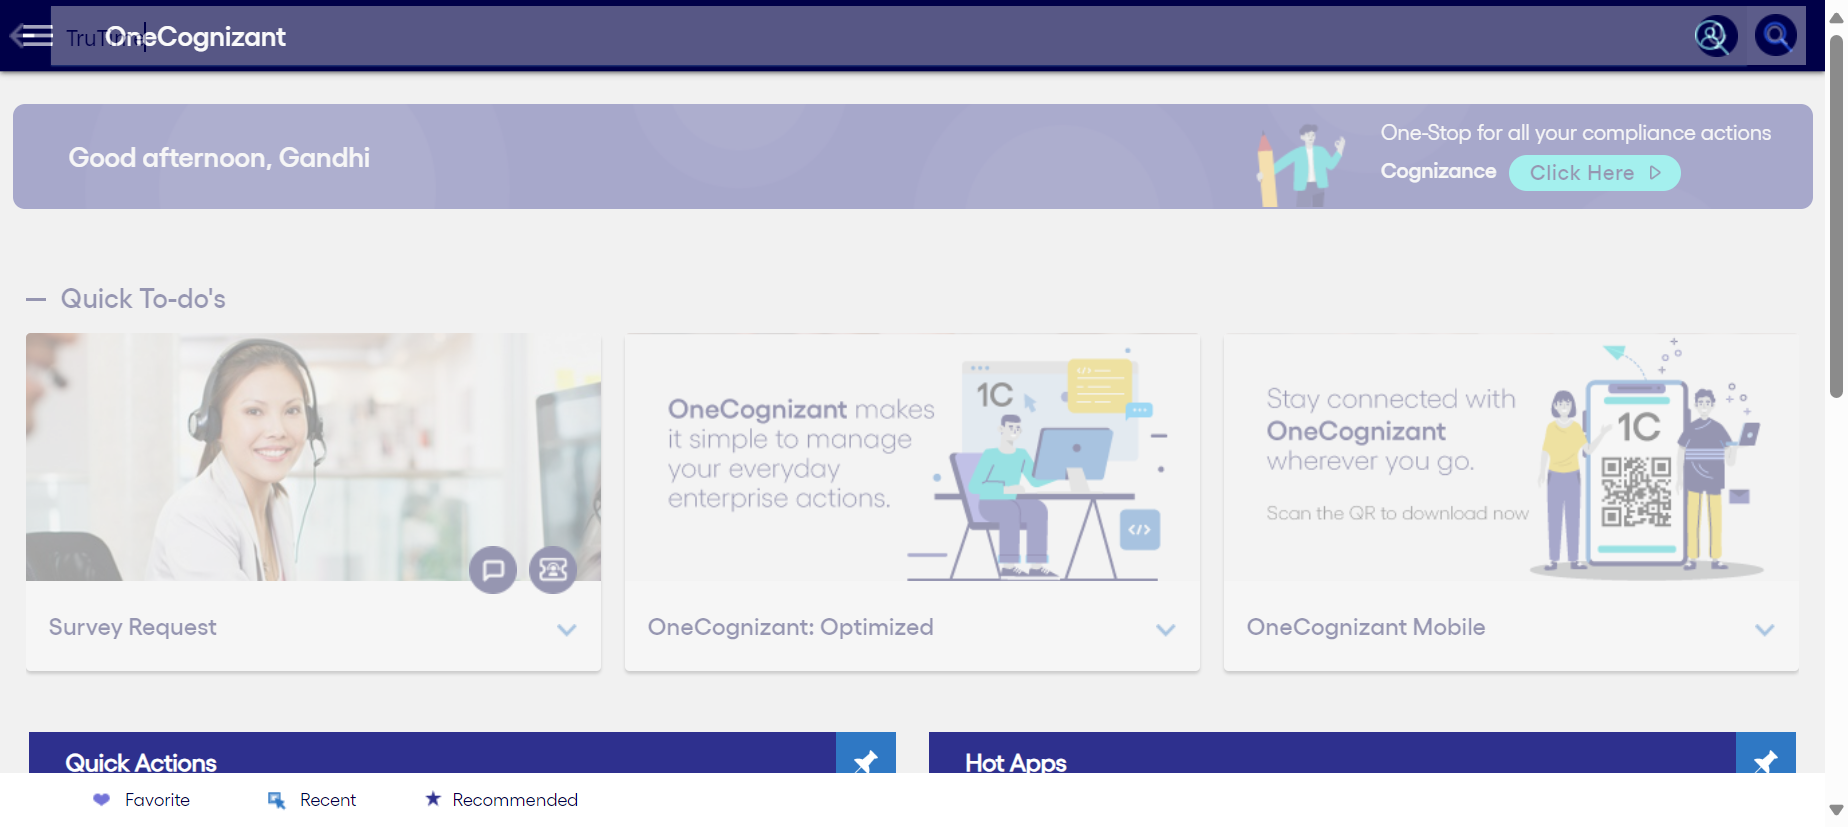 TruTime
OneCognizant
Good afternoon, Gandhi
One-Stop for all your compliance actions
Cognizance Click Here
Quick To-do's
OneCognizant makes
it simple to manage
your everyday
enterprise actions.
1C
</>
Stay connected with
OneCognizant
wherever you go.
Scan the QR to download now
1C
Survey Request
OneCognizant: Optimized
OneCognizant Mobile
Quick Actions
Hot Apps
Favorite
Recent
Recommended